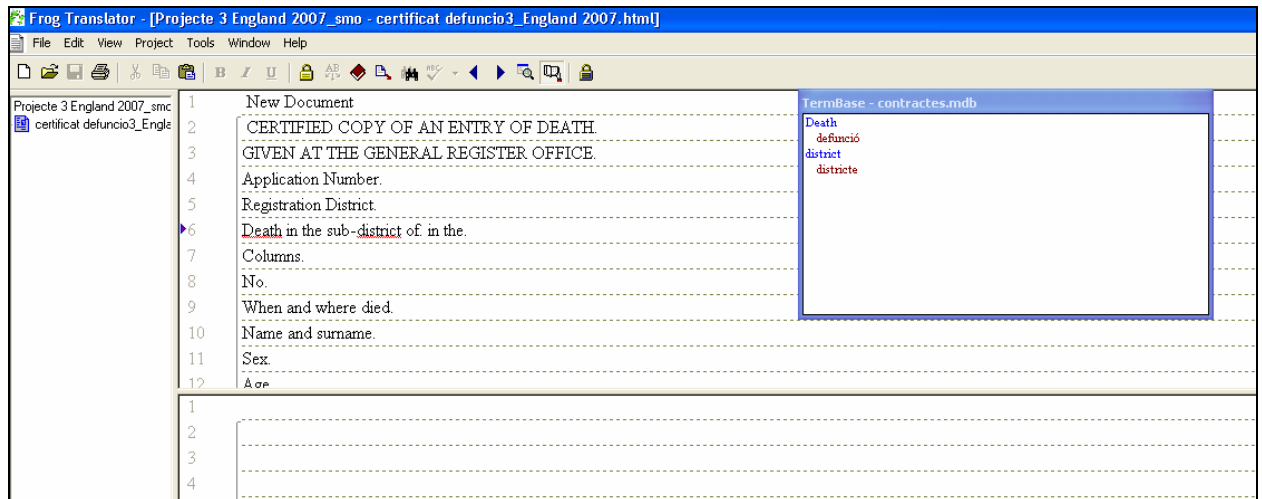 Frog Translator - [Projecte 3 England 2007_smo - certificat defuncio3_England 2007.html]
File Edit View Project Tools Window Help
B I U AB ABC
Projecte 3 England 2007_smo
certificat defuncio3_Engla
1 New Document
2 CERTIFIED COPY OF AN ENTRY OF DEATH.
3 GIVEN AT THE GENERAL REGISTER OFFICE.
4 Application Number.
5 Registration District.
6 Death in the sub-district of. in the.
7 Columns.
8 No.
9 When and where died.
10 Name and surname.
11 Sex.
12 Age
TermBase - contractes.mdb
Death
defunció
district
districte
1
2
3
4